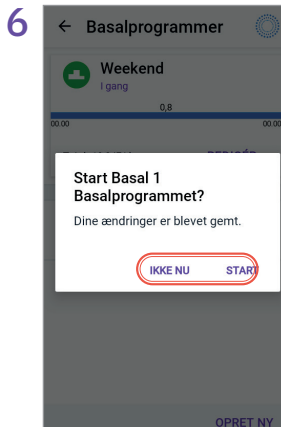 6
Basalprogrammer
Weekend
I gang
0,8
00.00 00.00
Start Basal 1
Basalprogrammet?
Dine ændringer er blevet gemt.
IKKE NU START
OPRET NY